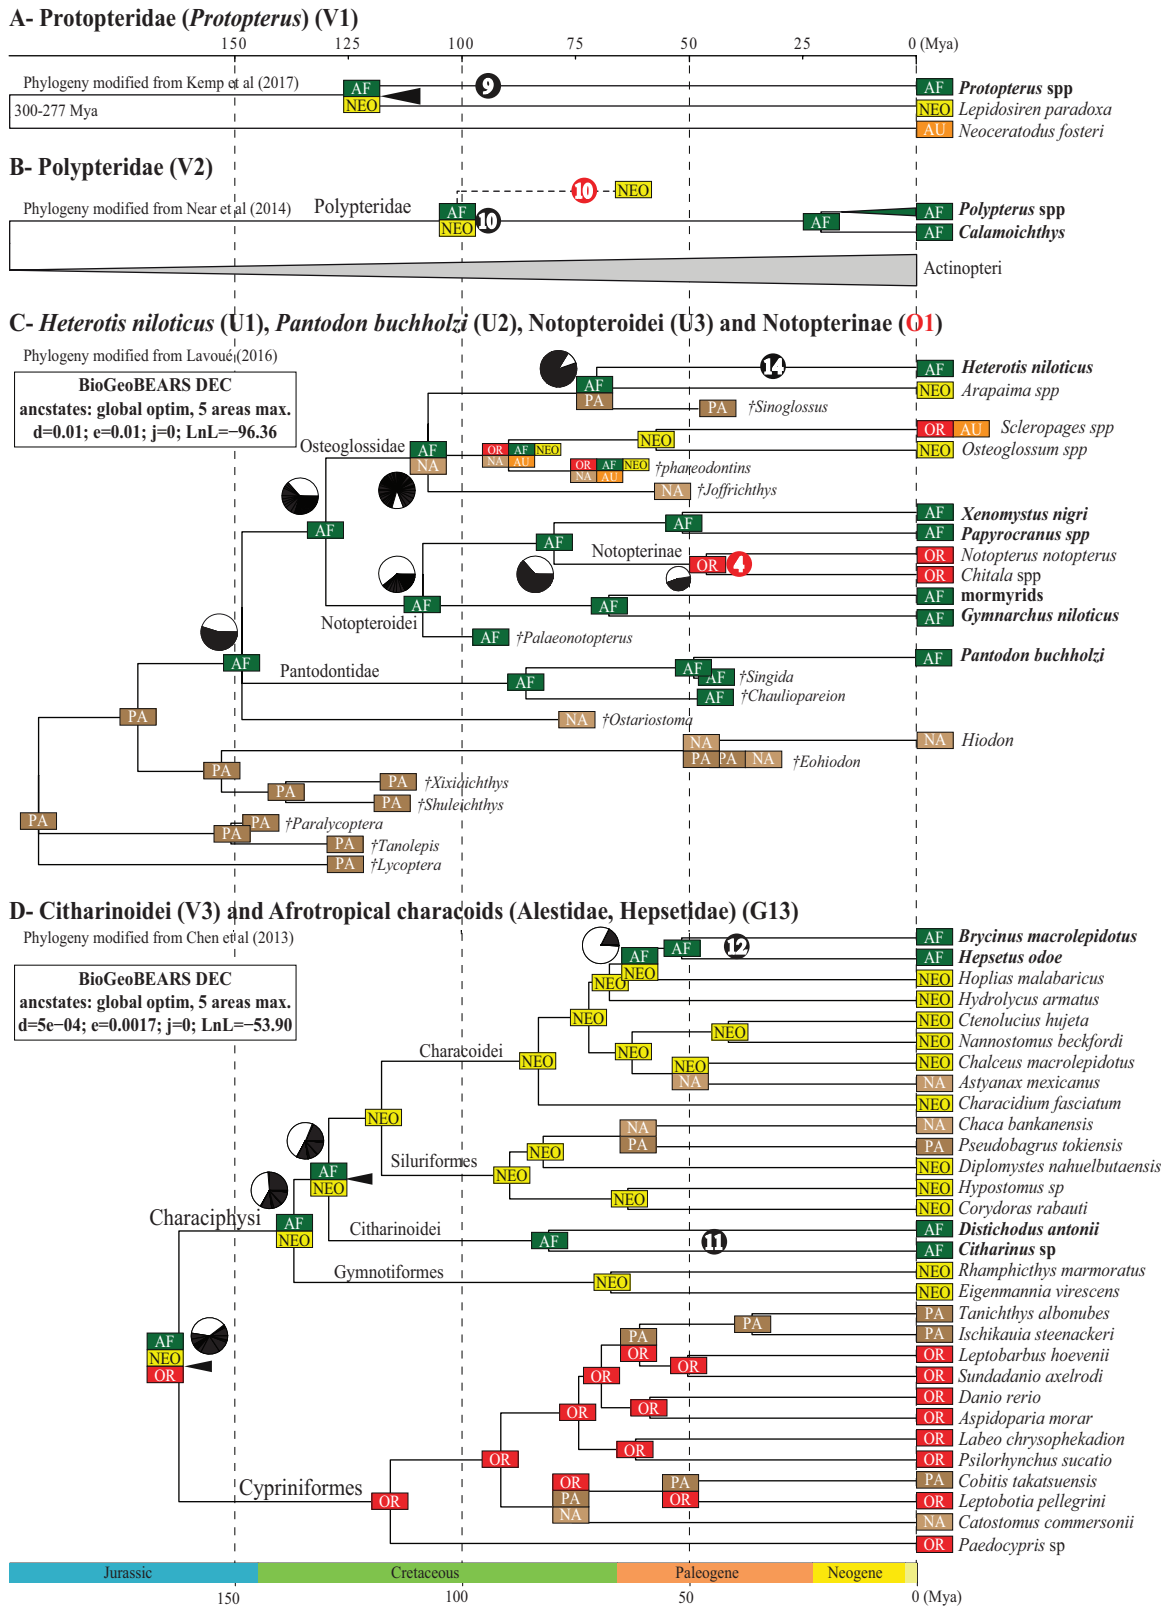 A- Protopteridae (Protopterus) (V1)
150 125 100 75 50 25 0 (Mya)
Phylogeny modified from Kemp et al (2017)
AF 9 AF Protopterus spp
NEO NEO Lepidosiren paradoxa
300-277 Mya
AU Neoceratodus fosteri
B- Polypteridae (V2)
10 NEO
Phylogeny modified from Near et al (2014) Polypteridae AF AF Polypterus spp
NEO 10 AF AF Calamoichthys
Actinopteri
C- Heterotis niloticus (U1), Pantodon buchholzi (U2), Notopteroidei (U3) and Notopterinae (O1)
Phylogeny modified from Lavoué (2016)
BioGeoBEARS DEC
ancstates: global optim, 5 areas max.
d=0.01; e=0.01; j=0; LnL=−96.36
14 AF Heterotis niloticus
AF NEO Arapaima spp
PA PA †Sinoglossus
OR AU Scleropages spp
Osteoglossidae AF OR AF NEO NEO NEO Osteoglossum spp
NA NA AU OR AF NEO †phareodontins
NA AU
NA †Joffrichthys
AF Xenomystus nigri
AF AF AF Papyrocranus spp
AF Notopterinae OR Notopterus notopterus
OR 4 OR Chitala spp
AF mormyrids
AF AF AF Gymnarchus niloticus
Notopteroidei AF †Palaeonotopterus
AF Pantodon buchholzi
AF Pantodontidae AF AF AF †Singida
AF †Chauliopareion
PA NA †Ostariostoma
NA NA Hiodon
PA PA PA NA †Eohiodon
PA PA †Xixiaichthys
PA †Shuleichthys
PA PA †Paralycoptera
PA PA †Tanolepis
PA †Lycoptera
D- Citharinoidei (V3) and Afrotropical characoids (Alestidae, Hepsetidae) (G13)
Phylogeny modified from Chen et al (2013)
BioGeoBEARS DEC
ancstates: global optim, 5 areas max.
d=5e−04; e=0.0017; j=0; LnL=−53.90
AF Brycinus macrolepidotus
AF 12
AF AF Hepsetus odoe
NEO NEO NEO Hoplias malabaricus
NEO Hydrolycus armatus
NEO NEO Ctenolucius hujeta
NEO NEO Nannostomus beckfordi
Characoidei NEO NEO NEO NEO Chalceus macrolepidotus
NA NA Astyanax mexicanus
NEO NEO Characidium fasciatum
NA NA Chaca bankanensis
Siluriformes NEO PA PA Pseudobagrus tokiensis
AF NEO NEO Diplomystes nahuelbutaensis
NEO NEO NEO Hypostomus sp
NEO Corydoras rabauti
Characiphysi AF Citharinoidei AF Distichodus antonii
NEO AF 11 AF Citharinus sp
Gymnotiformes NEO NEO Rhamphicthys marmoratus
NEO Eigenmannia virescens
PA PA Tanichthys albonubes
AF PA PA Ischikauia steenackeri
NEO OR OR Leptobarbus hoevenii
OR OR OR OR Sundadanio axelrodi
OR Danio rerio
OR OR OR Aspidoparia morar
OR OR Labeo chrysophekadion
OR OR Psilorhynchus sucatio
OR PA PA Cobitis takatsuensis
Cypriniformes OR PA OR OR Leptobotia pellegrini
NA NA Catostomus commersonii
OR Paedocypris sp
Jurassic Cretaceous Paleogene Neogene
150 100 50 0 (Mya)